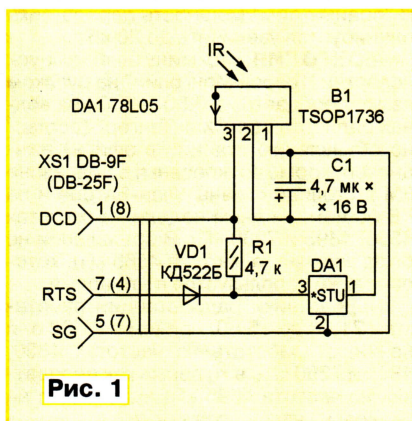 IR
DA1 78L05
B1
TSOP1736
3 2 1
XS1 DB-9F
(DB-25F)
C1
4,7 мк ×
× 16 В
DCD
1 (8)
VD1
КД522Б
R1
4,7 к
DA1
RTS
7 (4)
3
*STU
1
2
SG
5 (7)
Рис. 1